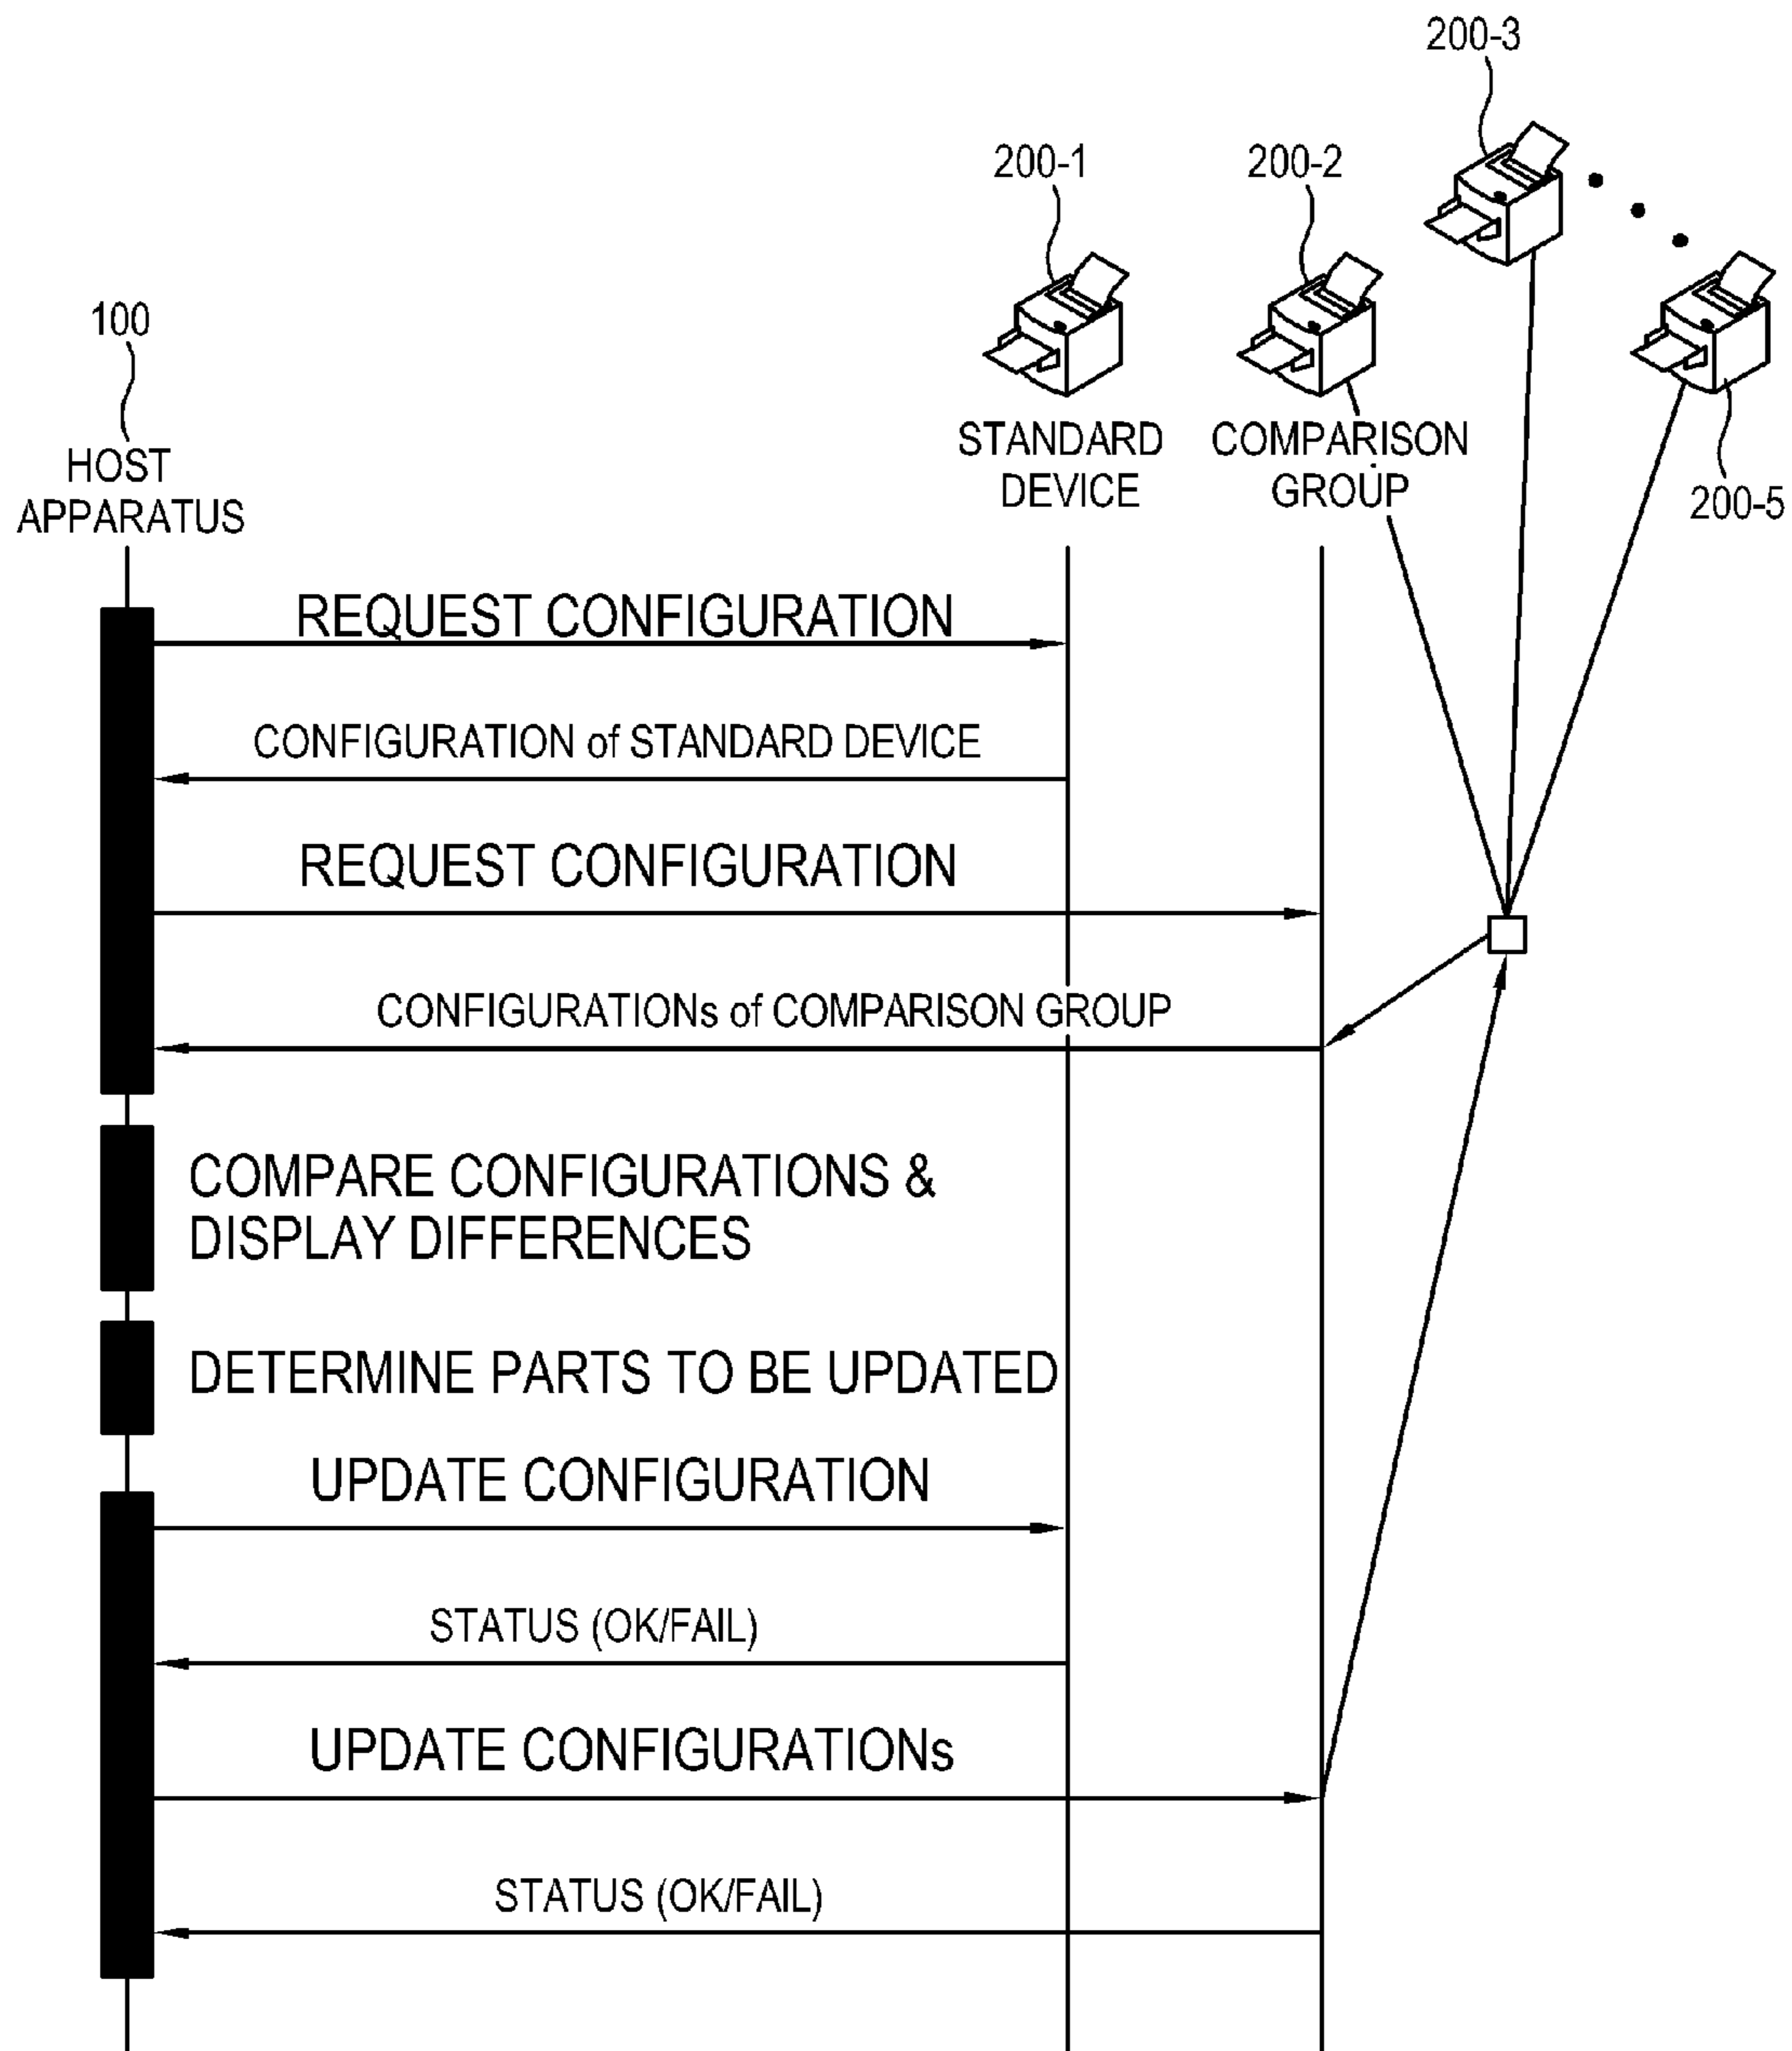 200-3
200-1
200-2
100
STANDARD
DEVICE
COMPARISON
GROUP
HOST
APPARATUS
200-5
REQUEST CONFIGURATION
CONFIGURATION of STANDARD DEVICE
REQUEST CONFIGURATION
CONFIGURATIONs of COMPARISON GROUP
COMPARE CONFIGURATIONS &
DISPLAY DIFFERENCES
DETERMINE PARTS TO BE UPDATED
UPDATE CONFIGURATION
STATUS (OK/FAIL)
UPDATE CONFIGURATIONs
STATUS (OK/FAIL)